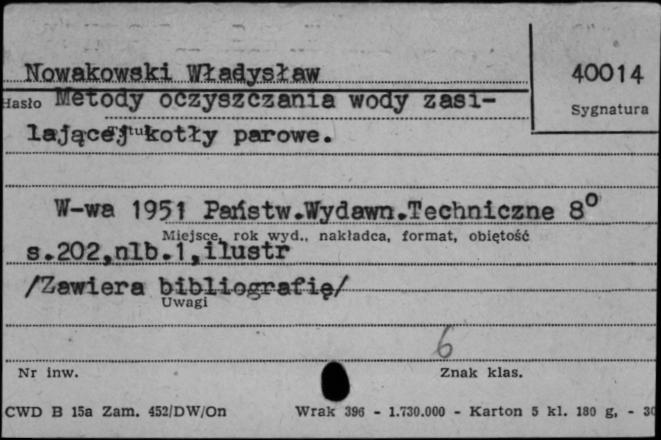 Nowakowski Władysław
40014
Hasło Metody oczyszczania wody zasi-
Sygnatura
lającej kotły parowe.
W-wa 1951 Państw.Wydawn.Techniczne 8°
Miejsce, rok wyd., nakładca, format, objętość
s.202,nlb.1,ilustr
/Zawiera bibliografię/
Uwagi
6
Nr inw.
Znak klas.
CWD B 15a Zam. 452/DW/On Wrak 396 - 1.730.000 - Karton 5 kl. 180 g, - 30